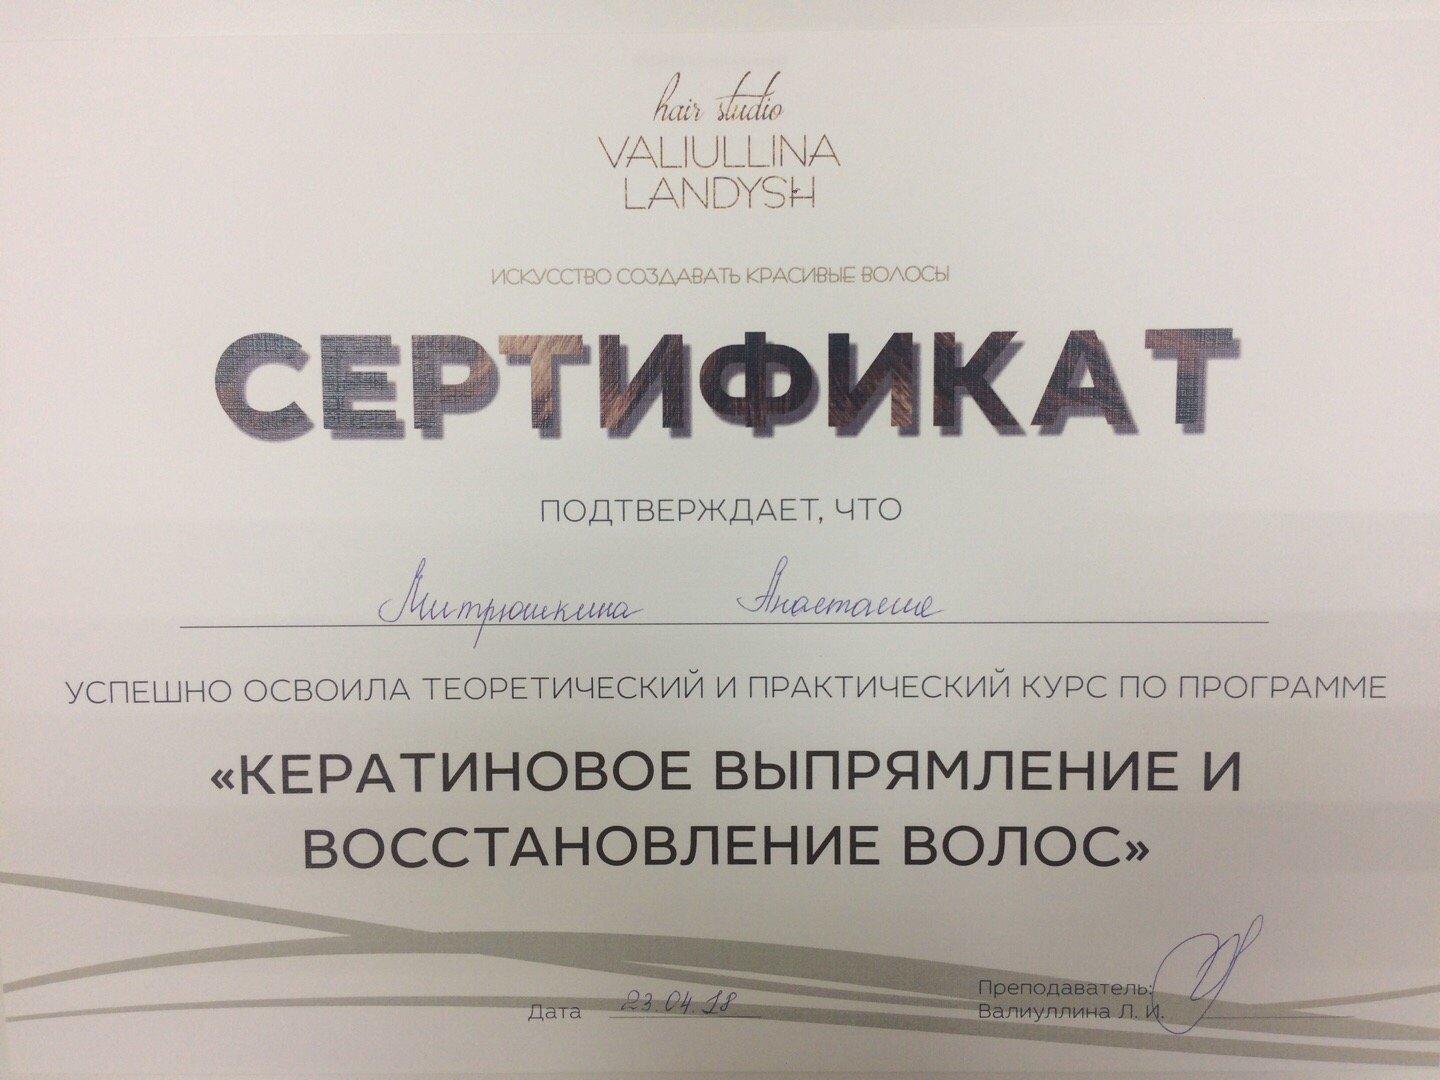 hair studio
VALIULLINA
LANDYSH
ИСКУССТВО СОЗДАВАТЬ КРАСИВЫЕ ВОЛОСЫ
СЕРТИФИКАТ
ПОДТВЕРЖДАЕТ, ЧТО
Митрюшкина Анастасия
УСПЕШНО ОСВОИЛА ТЕОРЕТИЧЕСКИЙ И ПРАКТИЧЕСКИЙ КУРС ПО ПРОГРАММЕ
«КЕРАТИНОВОЕ ВЫПРЯМЛЕНИЕ И
ВОССТАНОВЛЕНИЕ ВОЛОС»
Дата 23.04.18
Преподаватель:
Валиуллина Л. И.